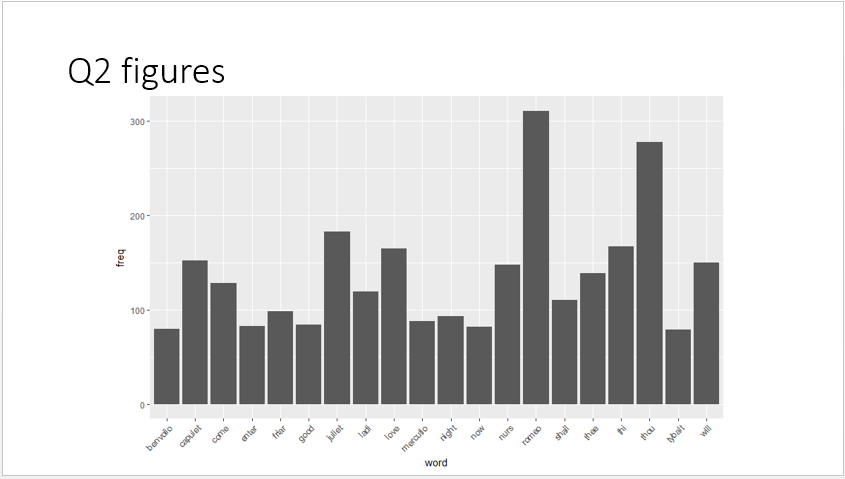 Q2 figures
300
200
100
0
freq
benvolio
capulet
come
enter
friar
good
juliet
ladi
love
mercutio
night
now
nurs
romeo
shall
thee
thi
thou
tybalt
will
word